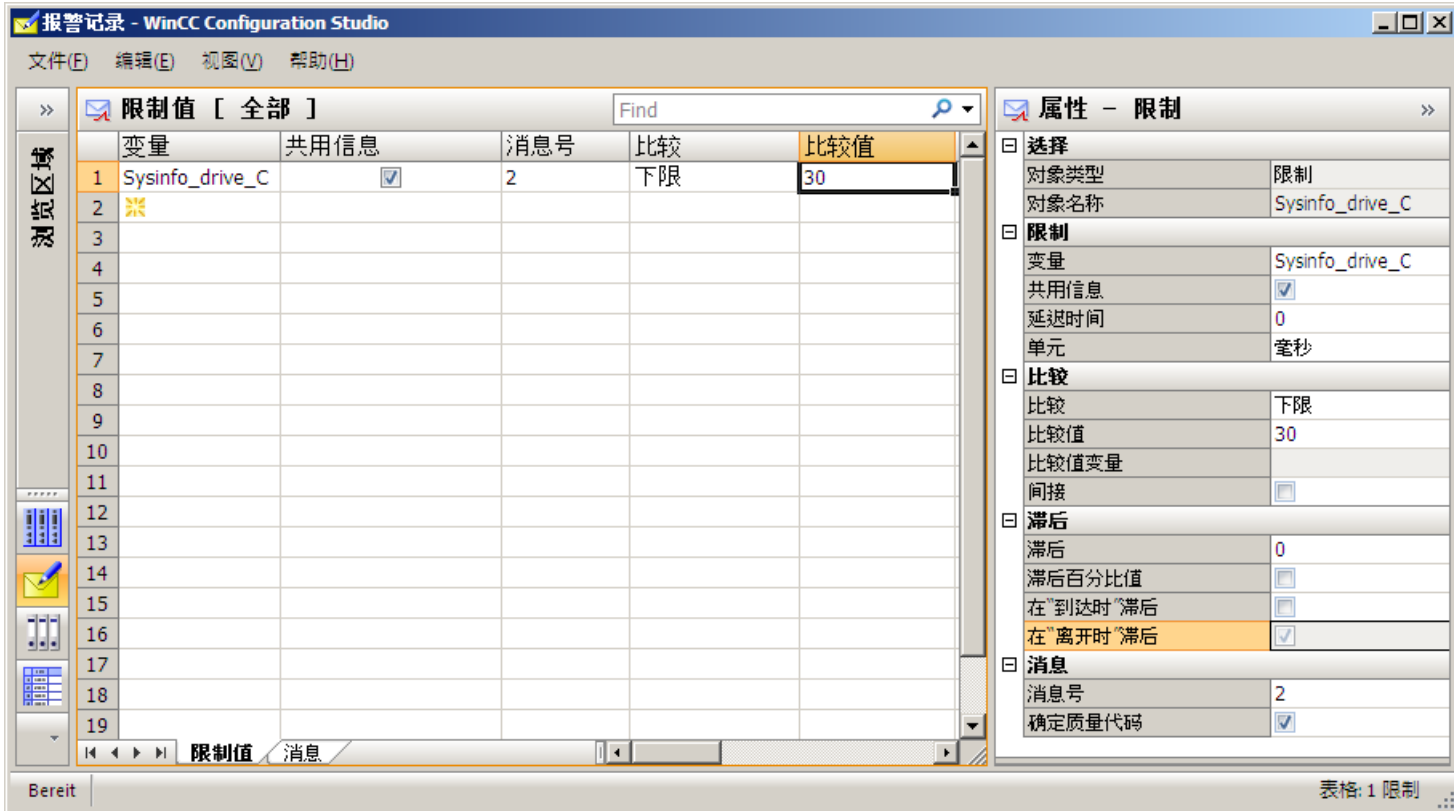 报警记录 - WinCC Configuration Studio
文件(F) 编辑(E) 视图(V) 帮助(H)
限制值 [ 全部 ]
Find
变量 共用信息 消息号 比较 比较值
1 Sysinfo_drive_C 2 下限 30
2
3
4
5
6
7
8
9
10
11
12
13
14
15
16
17
18
19
限制值 消息
浏览区域
属性 - 限制
选择
对象类型 限制
对象名称 Sysinfo_drive_C
限制
变量 Sysinfo_drive_C
共用信息
延迟时间 0
单元 毫秒
比较
比较 下限
比较值 30
比较值变量
间接
滞后
滞后 0
滞后百分比值
在"到达时"滞后
在"离开时"滞后
消息
消息号 2
确定质量代码
Bereit
表格: 1 限制